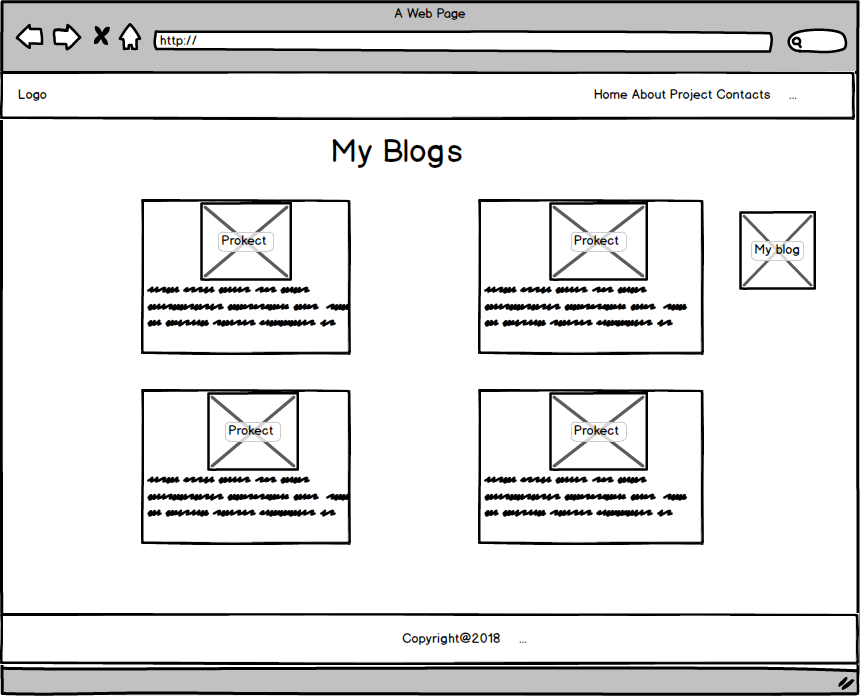 A Web Page
http://
Logo
Home About Project Contacts ...
My Blogs
Prokect
Prokect
My blog
Prokect
Prokect
Copyright@2018 ...